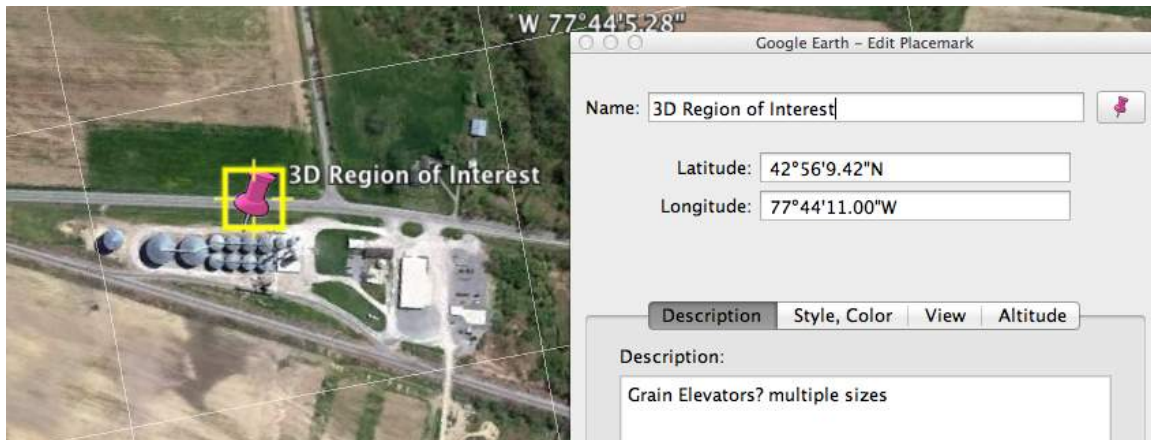 W 77°44'5.28"
Google Earth – Edit Placemark
Name: 3D Region of Interest
3D Region of Interest
Latitude: 42°56'9.42"N
Longitude: 77°44'11.00"W
Description Style, Color View Altitude
Description:
Grain Elevators? multiple sizes